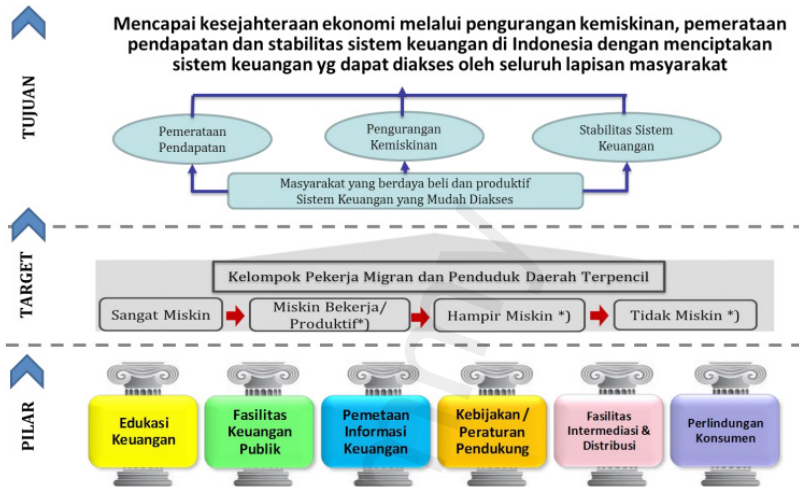 Mencapai kesejahteraan ekonomi melalui pengurangan kemiskinan, pemerataan
pendapatan dan stabilitas sistem keuangan di Indonesia dengan menciptakan
sistem keuangan yg dapat diakses oleh seluruh lapisan masyarakat
TUJUAN
Pemerataan
Pendapatan
Pengurangan
Kemiskinan
Stabilitas Sistem
Keuangan
Masyarakat yang berdaya beli dan produktif
Sistem Keuangan yang Mudah Diakses
TARGET
Kelompok Pekerja Migran dan Penduduk Daerah Terpencil
Sangat Miskin
Miskin Bekerja/
Produktif*)
Hampir Miskin *)
Tidak Miskin *)
PILAR
Edukasi
Keuangan
Fasilitas
Keuangan
Publik
Pemetaan
Informasi
Keuangan
Kebijakan /
Peraturan
Pendukung
Fasilitas
Intermediasi &
Distribusi
Perlindungan
Konsumen